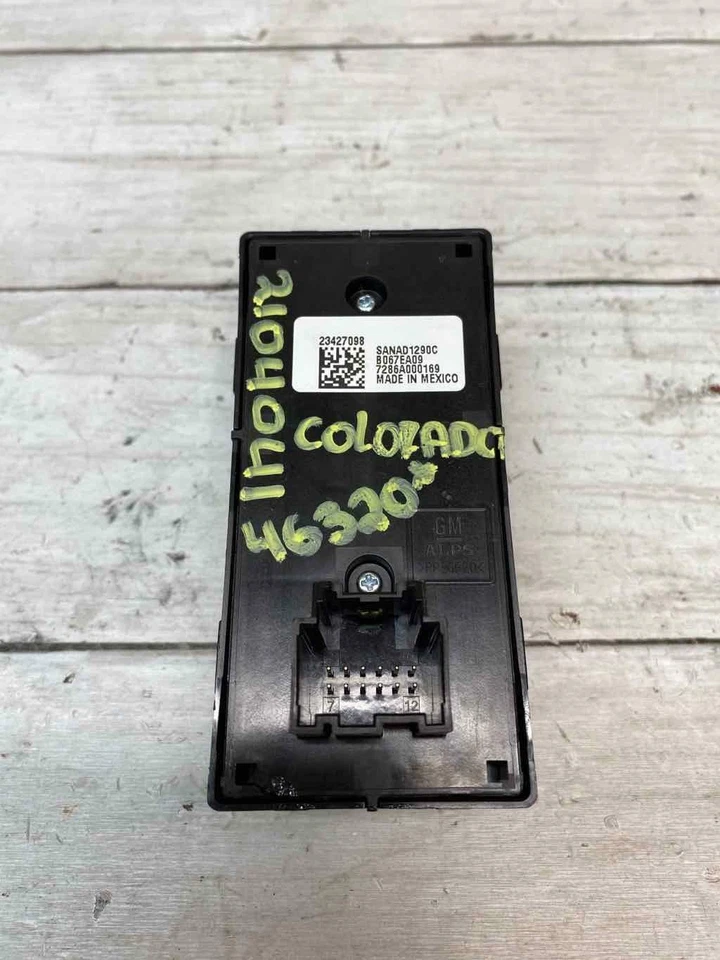 23427098
SANAD1290C
B067EA09
7286A000169
MADE IN MEXICO
COLORADO
46320*
GM
ALPS
7
12